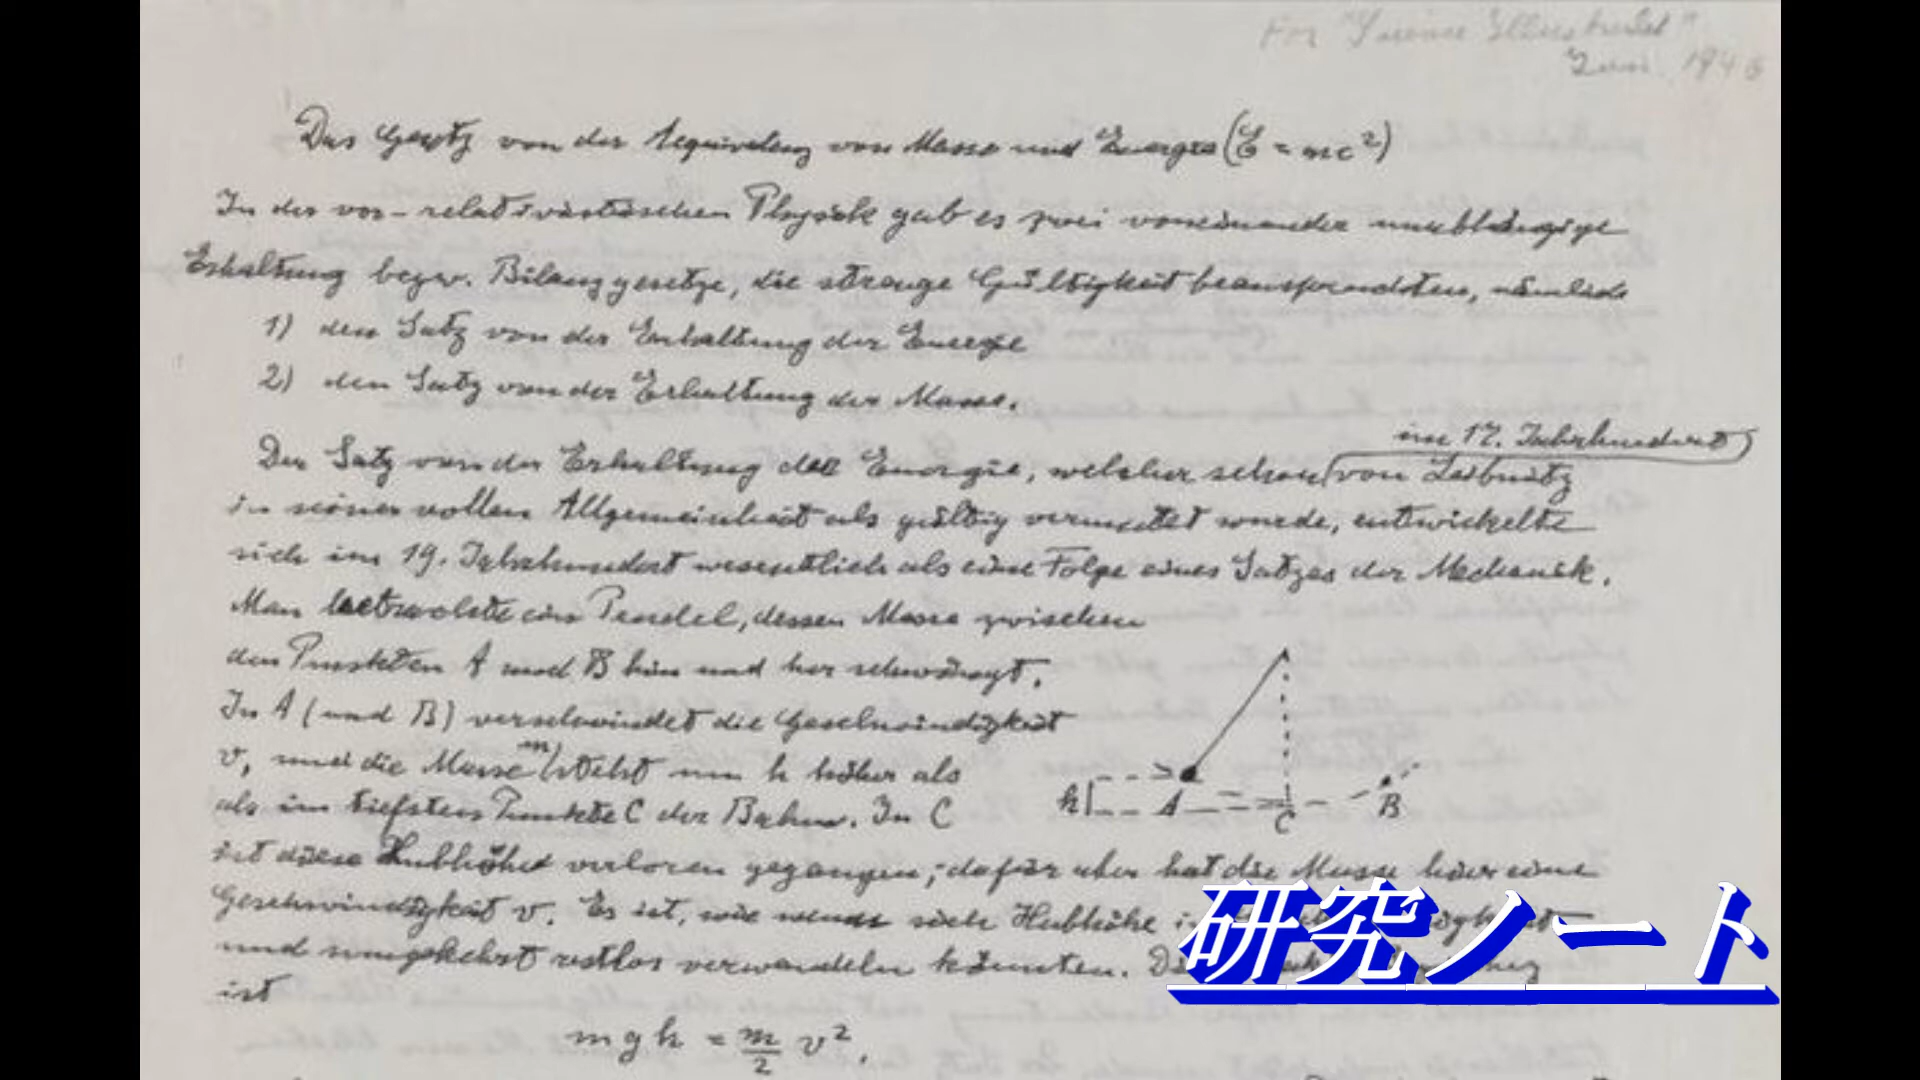 For "Science Illustrated"
Juni 1946
Das Gesetz von der Aequivalenz von Masse und Energie (E = mc²)
In der vor-relativistischen Physik gab es zwei voneinander unabhängige
Erhaltung bezw. Bilanzgesetze, die strenge Gültigkeit beanspruchten, nämlich
1) den Satz von der Erhaltung der Energie
2) den Satz von der Erhaltung der Masse.
im 17. Jahrhundert
Der Satz von der Erhaltung der Energie, welcher schon von Leibnitz
in seiner vollen Allgemeinheit als gültig vermutet wurde, entwickelte
sich im 19. Jahrhundert wesentlich als eine Folge eines Satzes der Mechanik.
Man betrachte ein Pendel, dessen Masse zwischen
den Punkten A und B hin und her schwingt.
In A (und B) verschwindet die Geschwindigkeit
v, und die Masse m steht um h höher als
als im tiefsten Punkte C der Bahn. In C
h A C B
ist diese Hubhöhe verloren gegangen; dafür aber hat die Masse hier eine
Geschwindigkeit v. Es ist, wie wenn sich Hubhöhe
und umgekehrt restlos verwandeln könnten.
ist
mgh = m/2 v².
研究ノート